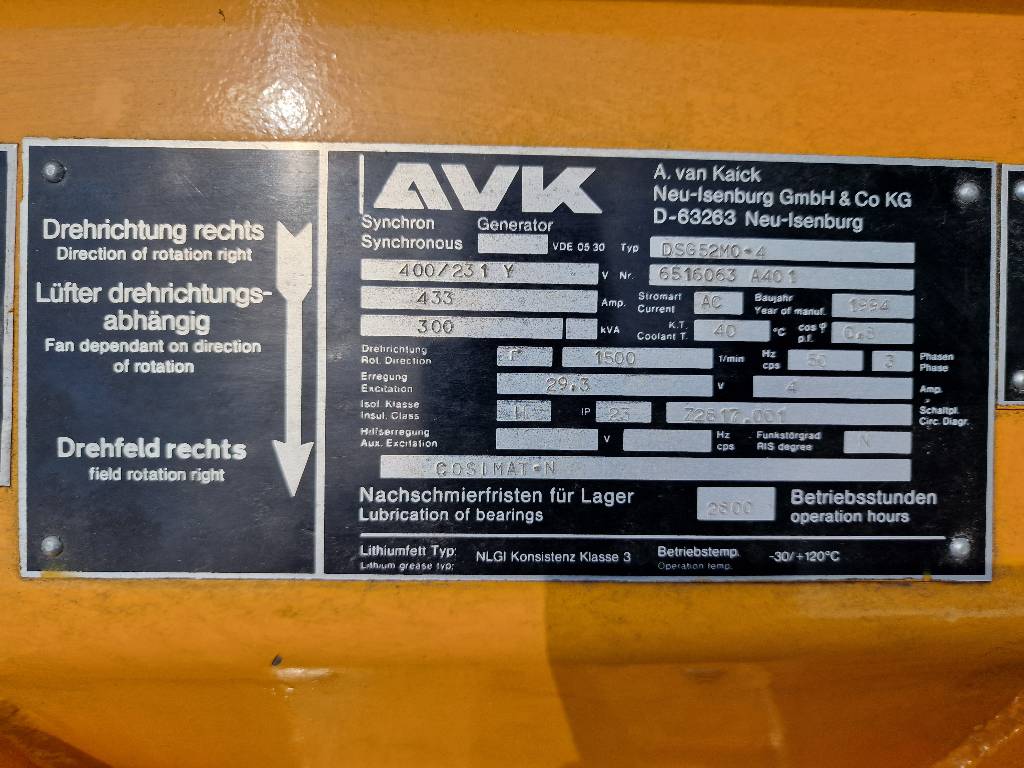 Drehrichtung rechts
Direction of rotation right
Lüfter drehrichtungs-
abhängig
Fan dependant on direction
of rotation
Drehfeld rechts
field rotation right
AVK
A. van Kaick
Neu-Isenburg GmbH & Co KG
D-63263 Neu-Isenburg
Synchron Generator
Synchronous VDE 0530 Typ DSG52M0-4
400/231 Y V Nr. 6516063 A401
433 Amp. Stromart Current AC Baujahr Year of manuf. 1994
300 kVA K.T. Coolant T. 40 °C cos φ p.f. 0,8
Drehrichtung Rot. Direction 1500 1/min Hz cps 50 3 Phasen Phase
Erregung Excitation 29,3 V 4 Amp.
Isol. Klasse Insul. Class H IP 23 72617.001 Schaltpl. Circ. Diagr.
Hilfserregung Aux. Excitation V Hz cps Funkstörgrad RIS degree N
COSIMAT-N
Nachschmierfristen für Lager Betriebsstunden
Lubrication of bearings operation hours
Lithiumfett Typ: NLGI Konsistenz Klasse 3 Betriebstemp. -30/+120°C
Lithium grease typ: Operation temp.